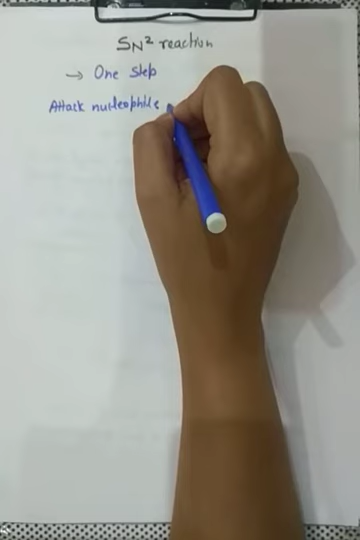 SN² reaction
→ One step
Attack nucleophile